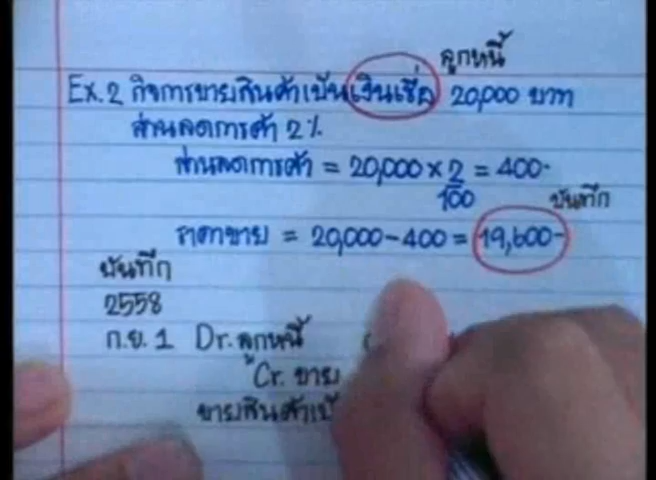 ลูกหนี้
Ex.2 กิจการขายสินค้าเป็นเงินเชื่อ 20,000 บาท
ส่วนลดการค้า 2%
ส่วนลดการค้า = 20,000 × 2/100 = 400-
บันทึก
ราคาขาย = 20,000 - 400 = 19,600-
บันทึก
2558
ก.ย. 1 Dr. ลูกหนี้
Cr. ขาย
ขายสินค้า